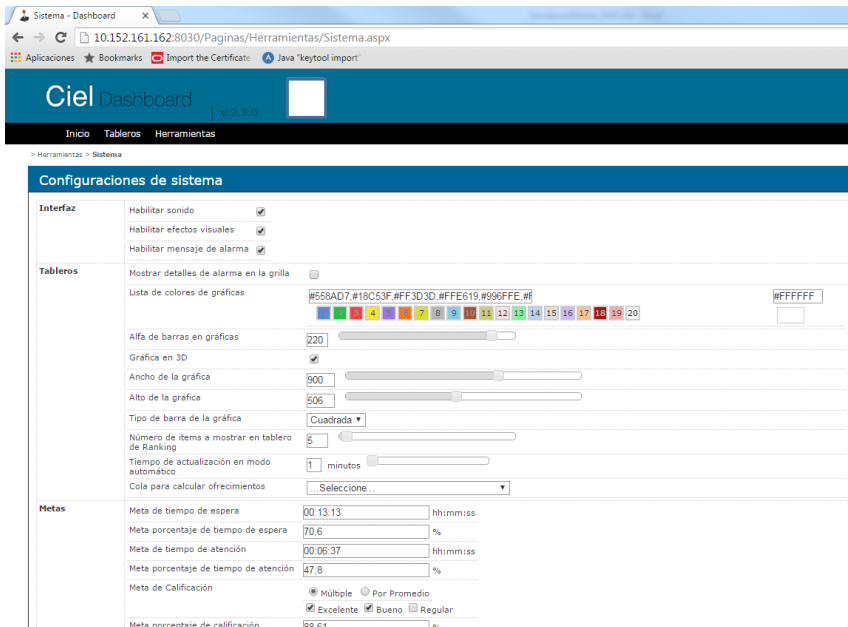 Sistema - Dashboard
10.152.161.162:8030/Paginas/Herramientas/Sistema.aspx
Aplicaciones Bookmarks Import the Certificate Java "keytool import"
Ciel Dashboard | v.2.3.0
Inicio Tableros Herramientas
> Herramientas > Sistema
Configuraciones de sistema
Interfaz Habilitar sonido
Habilitar efectos visuales
Habilitar mensaje de alarma
Tableros Mostrar detalles de alarma en la grilla
Lista de colores de gráficas #558AD7,#18C53F,#FF3D3D,#FFE619,#996FFE,#F #FFFFFF
1 2 3 4 5 6 7 8 9 10 11 12 13 14 15 16 17 18 19 20
Alfa de barras en gráficas 220
Gráfica en 3D
Ancho de la gráfica 900
Alto de la gráfica 506
Tipo de barra de la gráfica Cuadrada
Número de items a mostrar en tablero 5
de Ranking
Tiempo de actualización en modo 1 minutos
automático
Cola para calcular ofrecimientos ...Seleccione...
Metas Meta de tiempo de espera 00:13:13 hh:mm:ss
Meta porcentaje de tiempo de espera 70,6 %
Meta de tiempo de atención 00:06:37 hh:mm:ss
Meta porcentaje de tiempo de atención 47,8 %
Meta de Calificación Múltiple Por Promedio
Excelente Bueno Regular
Meta porcentaje de calificación 88,61 %